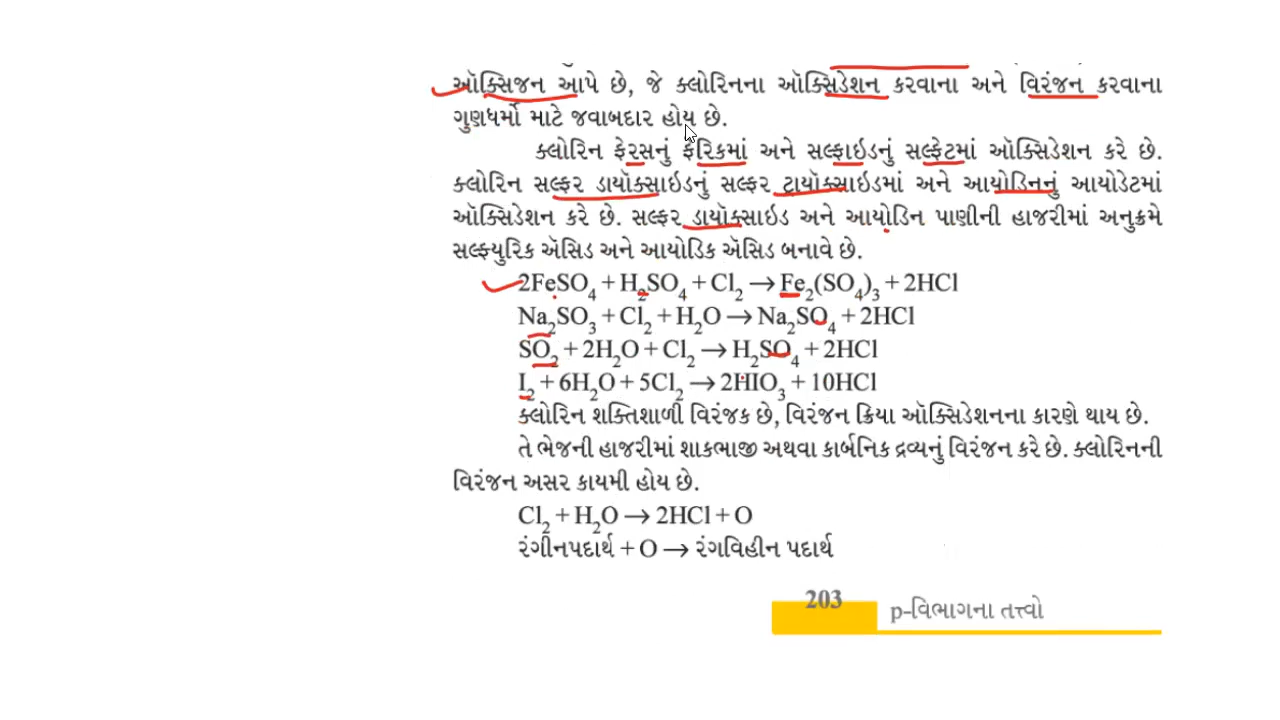 ઑક્સિજન આપે છે, જે ક્લોરિનના ઑક્સિડેશન કરવાના અને વિરંજન કરવાના
ગુણધર્મો માટે જવાબદાર હોય છે.
ક્લોરિન ફેરસનું ફેરિકમાં અને સલ્ફાઇડનું સલ્ફેટમાં ઑક્સિડેશન કરે છે.
ક્લોરિન સલ્ફર ડાયૉક્સાઇડનું સલ્ફર ટ્રાયૉક્સાઇડમાં અને આયોડિનનું આયોડેટમાં
ઑક્સિડેશન કરે છે. સલ્ફર ડાયૉક્સાઇડ અને આયોડિન પાણીની હાજરીમાં અનુક્રમે
સલ્ફ્યુરિક ઍસિડ અને આયોડિક ઍસિડ બનાવે છે.
2FeSO₄ + H₂SO₄ + Cl₂ → Fe₂(SO₄)₃ + 2HCl
Na₂SO₃ + Cl₂ + H₂O → Na₂SO₄ + 2HCl
SO₂ + 2H₂O + Cl₂ → H₂SO₄ + 2HCl
I₂ + 6H₂O + 5Cl₂ → 2HIO₃ + 10HCl
ક્લોરિન શક્તિશાળી વિરંજક છે, વિરંજન ક્રિયા ઑક્સિડેશનના કારણે થાય છે.
તે ભેજની હાજરીમાં શાકભાજી અથવા કાર્બનિક દ્રવ્યનું વિરંજન કરે છે. ક્લોરિનની
વિરંજન અસર કાયમી હોય છે.
Cl₂ + H₂O → 2HCl + O
રંગીનપદાર્થ + O → રંગવિહીન પદાર્થ
203 p-વિભાગના તત્ત્વો